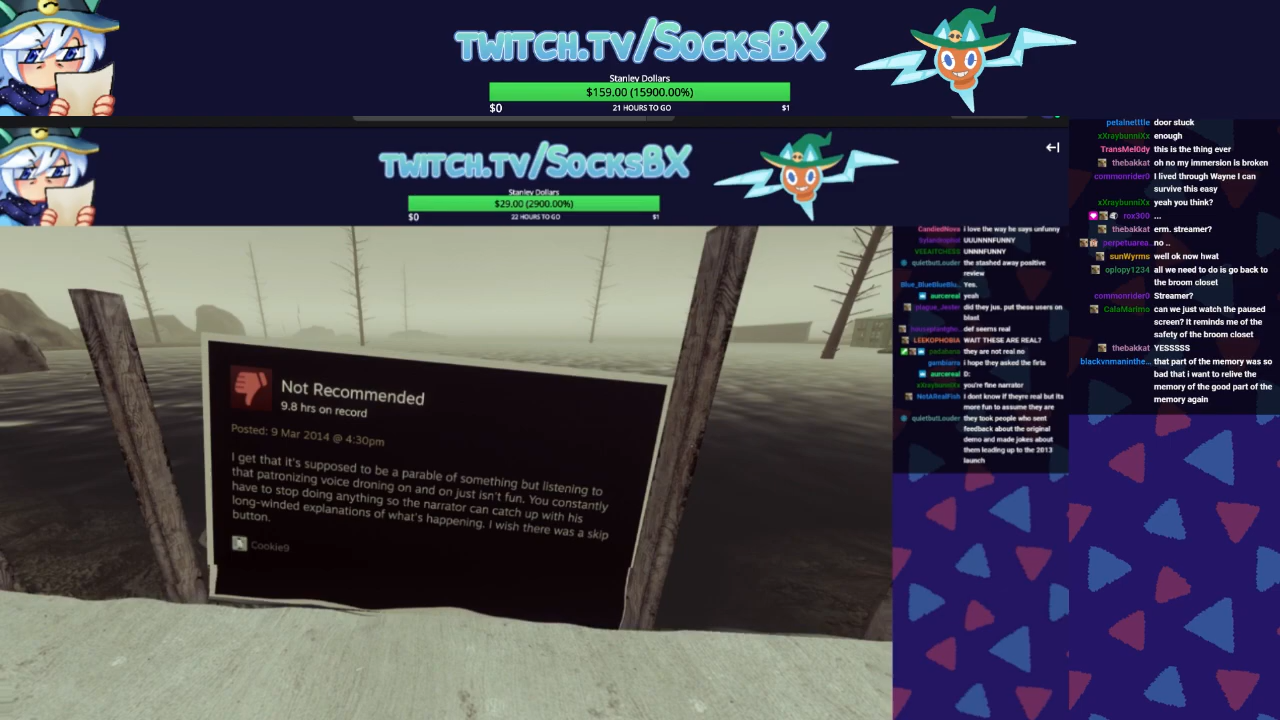 TWITCH.TV/SOCKSBX
Stanley Dollars
$159.00 (15900.00%)
$0
21 HOURS TO GO
$1
TWITCH.TV/SOCKSBX
Stanley Dollars
$29.00 (2900.00%)
$0
22 HOURS TO GO
$1
Not Recommended
9.8 hrs on record
Posted: 9 Mar 2014 @ 4:30pm
I get that it's supposed to be a parable of something but listening to
that patronizing voice droning on and on just isn't fun. You constantly
have to stop doing anything so the narrator can catch up with his
long-winded explanations of what's happening. I wish there was a skip
button.
Cookie9
CandiedNova i love the way he says unfunny
UUUNNNFUNNY
VEEAITCHESS UNNNFUNNY
quietbutLouder the stashed away positive
review
Yes.
aurcereal yeah
did they jus. put these users on
blast
def seems real
LEEKOPHOBIA WAIT THESE ARE REAL?
they are not real no
gambiarra i hope they asked the firts
aurcereal D:
xXraybunniXx you're fine narrator
NotARealFish I dont know if theyre real but its
more fun to assume they are
quietbutLouder they took people who sent
feedback about the original
demo and made jokes about
them leading up to the 2013
launch
petalnetttle door stuck
xXraybunniXx enough
TransMel0dy this is the thing ever
thebakkat oh no my immersion is broken
commonrider0 I lived through Wayne I can
survive this easy
xXraybunniXx yeah you think?
rox300 ...
thebakkat erm. streamer?
perpetuarea.. no ..
sunWyrms well ok now hwat
oplopy1234 all we need to do is go back to
the broom closet
commonrider0 Streamer?
CalaMarimo can we just watch the paused
screen? It reminds me of the
safety of the broom closet
thebakkat YESSSSS
blackvnmaninthe... that part of the memory was so
bad that i want to relive the
memory of the good part of the
memory again